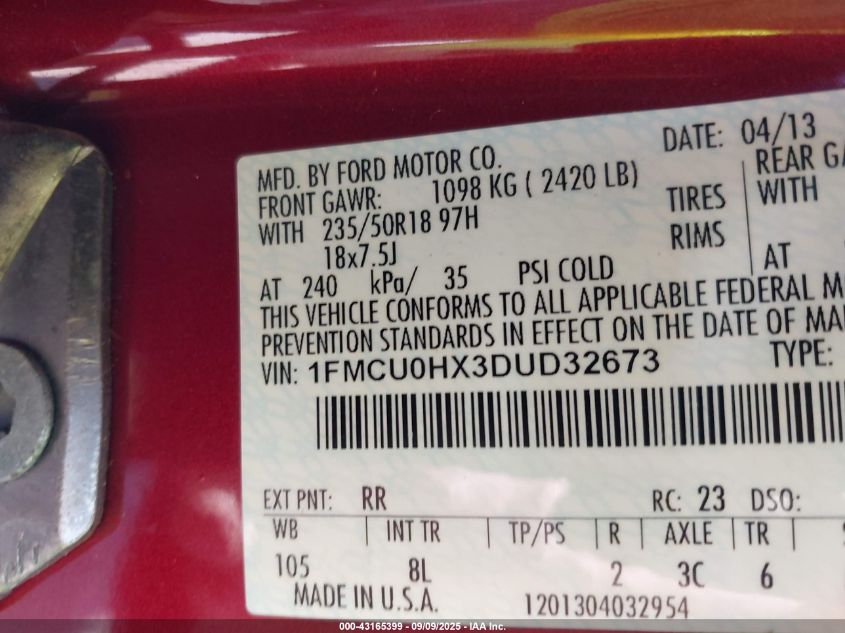 DATE: 04/13
MFD. BY FORD MOTOR CO.
FRONT GAWR: 1098 KG ( 2420 LB) REAR
WITH 235/50R18 97H TIRES WITH
18x7.5J RIMS
AT 240 kPa/ 35 PSI COLD AT
THIS VEHICLE CONFORMS TO ALL APPLICABLE FEDERAL
PREVENTION STANDARDS IN EFFECT ON THE DATE OF
VIN: 1FMCU0HX3DUD32673 TYPE:
EXT PNT: RR RC: 23 DSO:
WB INT TR TP/PS R AXLE TR
105 8L 2 3C 6
MADE IN U.S.A. 1201304032954
000-43165399 - 09/09/2025 - IAA Inc.